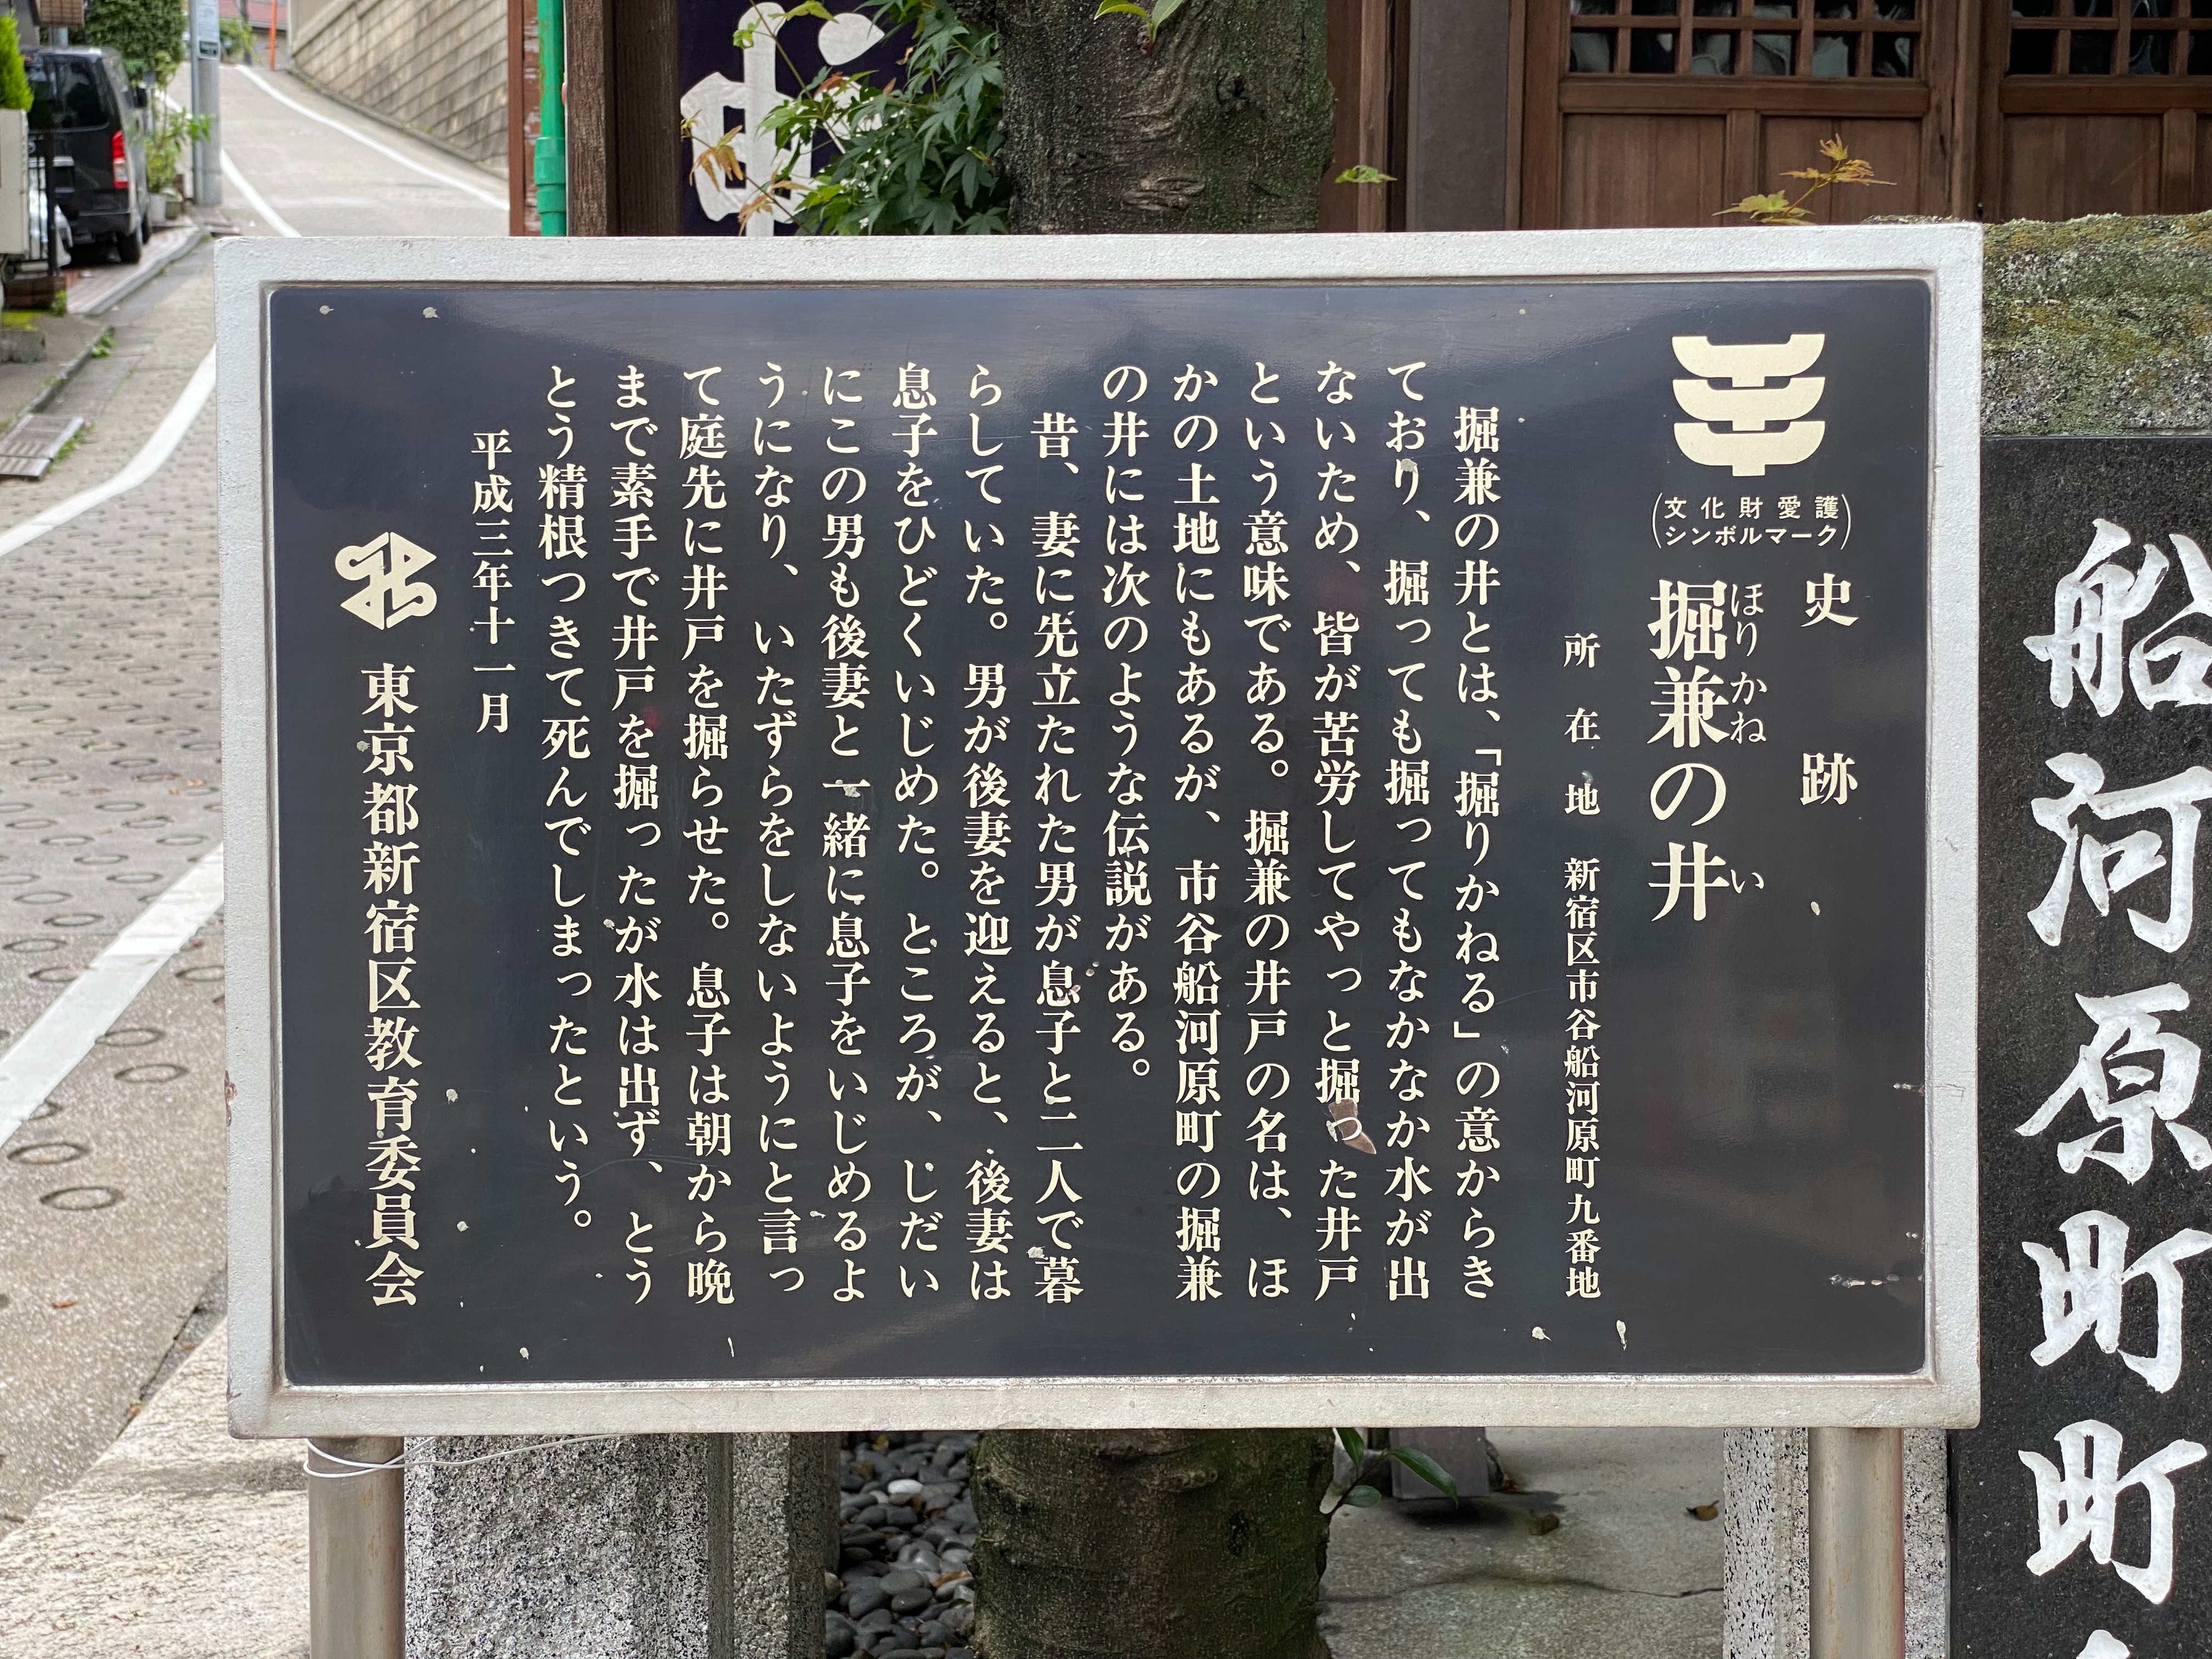 史跡
文化財愛護
シンボルマーク
ほりかね い
掘兼の井
所在地 新宿区市谷船河原町九番地
掘兼の井とは、「掘りかねる」の意からき
ており、掘っても掘ってもなかなか水が出
ないため、皆が苦労してやっと掘った井戸
という意味である。掘兼の井戸の名は、ほ
かの土地にもあるが、市谷船河原町の掘兼
の井には次のような伝説がある。
昔、妻に先立たれた男が息子と二人で暮
らしていた。男が後妻を迎えると、後妻は
息子をひどくいじめた。ところが、じだい
にこの男も後妻と一緒に息子をいじめるよ
うになり、いたずらをしないようにと言っ
て庭先に井戸を掘らせた。息子は朝から晩
まで素手で井戸を掘ったが水は出ず、とう
とう精根つきて死んでしまったという。
平成三年十一月
東京都新宿区教育委員会
船河原町町